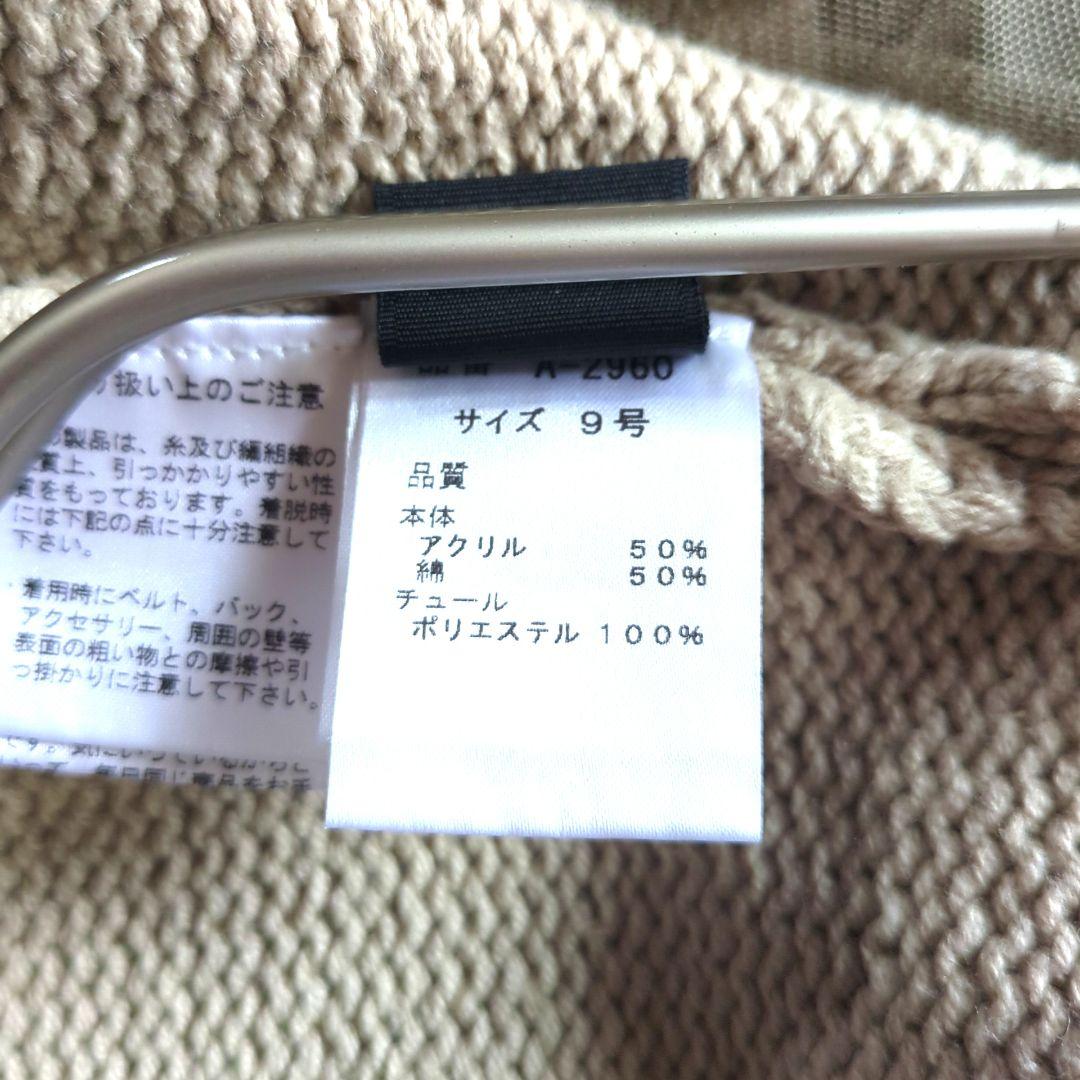 扱い上のご注意
製品は、糸及び編組織の
質上、引っかかりやすい性
質をもっております。着脱時
には下記の点に十分注意して
下さい。
・着用時にベルト、バック、
アクセサリー、周囲の壁等
表面の粗い物との摩擦や引
っ掛かりに注意して下さい。
品番 A-2960
サイズ 9号
品質
本体
アクリル 50%
綿 50%
チュール
ポリエステル 100%